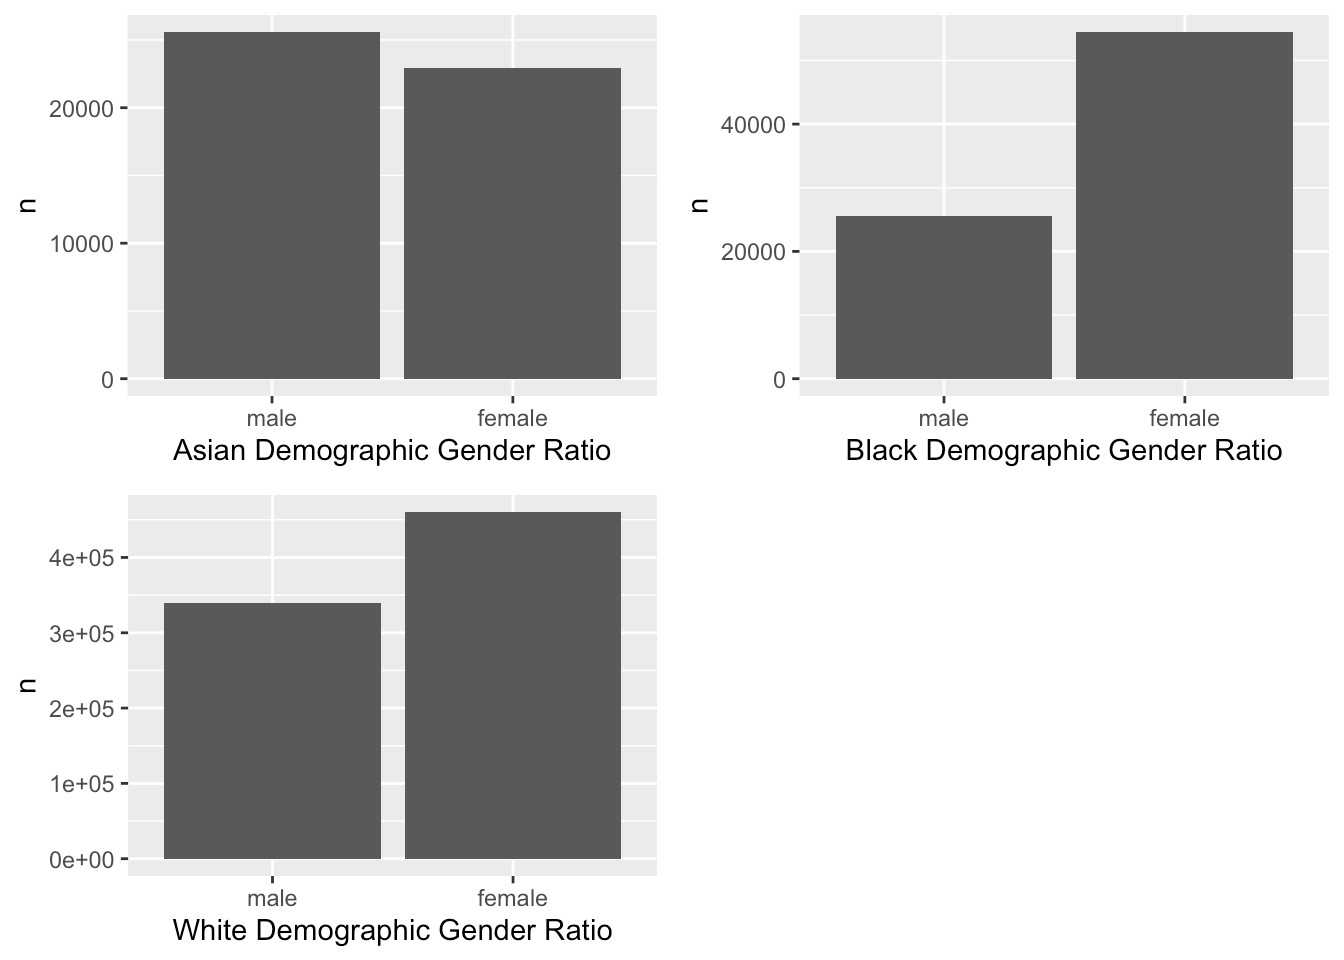 n
20000
10000
0
male female
Asian Demographic Gender Ratio
n
40000
20000
0
male female
Black Demographic Gender Ratio
n
4e+05
3e+05
2e+05
1e+05
0e+00
male female
White Demographic Gender Ratio